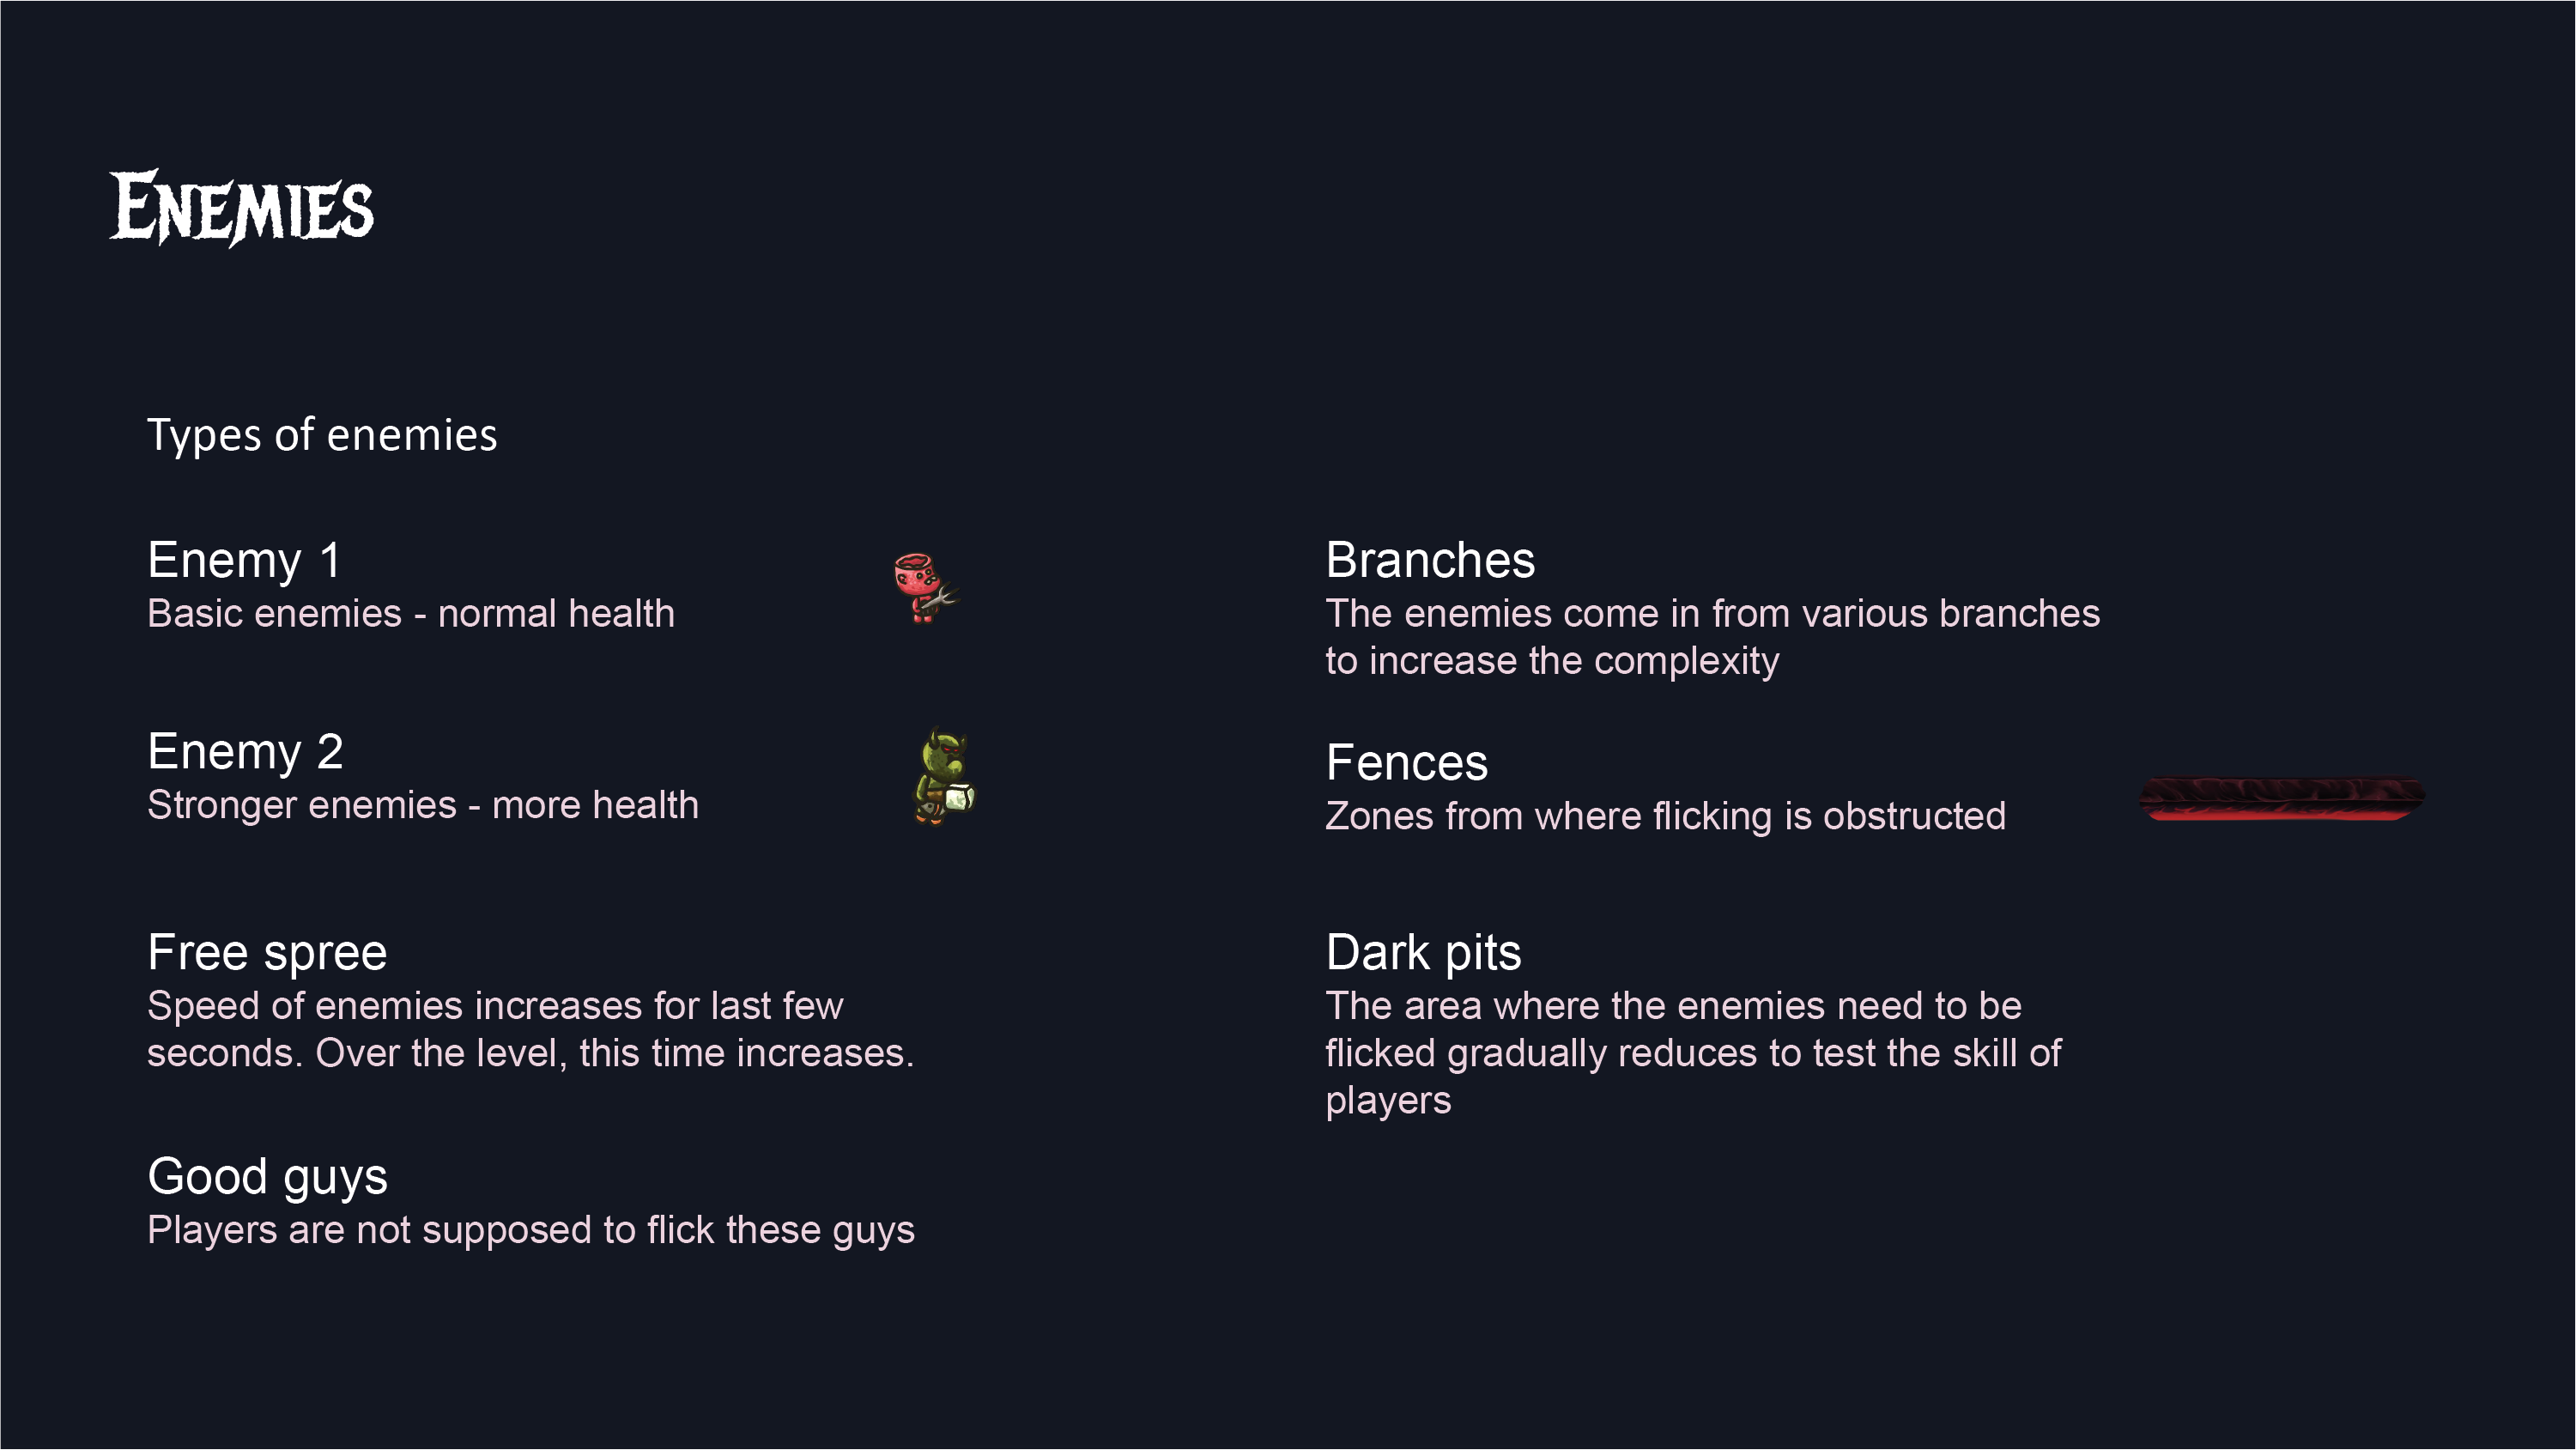 Enemies
Types of enemies
Enemy 1
Basic enemies - normal health
Enemy 2
Stronger enemies - more health
Free spree
Speed of enemies increases for last few
seconds. Over the level, this time increases.
Good guys
Players are not supposed to flick these guys
Branches
The enemies come in from various branches
to increase the complexity
Fences
Zones from where flicking is obstructed
Dark pits
The area where the enemies need to be
flicked gradually reduces to test the skill of
players